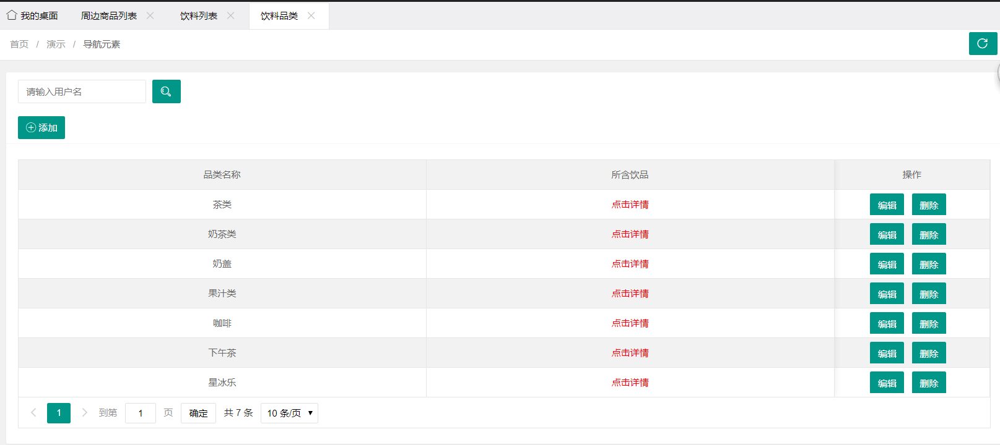 我的桌面 周边商品列表 饮料列表 饮料品类
首页 / 演示 / 导航元素
请输入用户名
添加
品类名称 所含饮品 操作
茶类 点击详情 编辑 删除
奶茶类 点击详情 编辑 删除
奶盖 点击详情 编辑 删除
果汁类 点击详情 编辑 删除
咖啡 点击详情 编辑 删除
下午茶 点击详情 编辑 删除
星冰乐 点击详情 编辑 删除
1 到第 1 页 确定 共 7 条 10 条/页